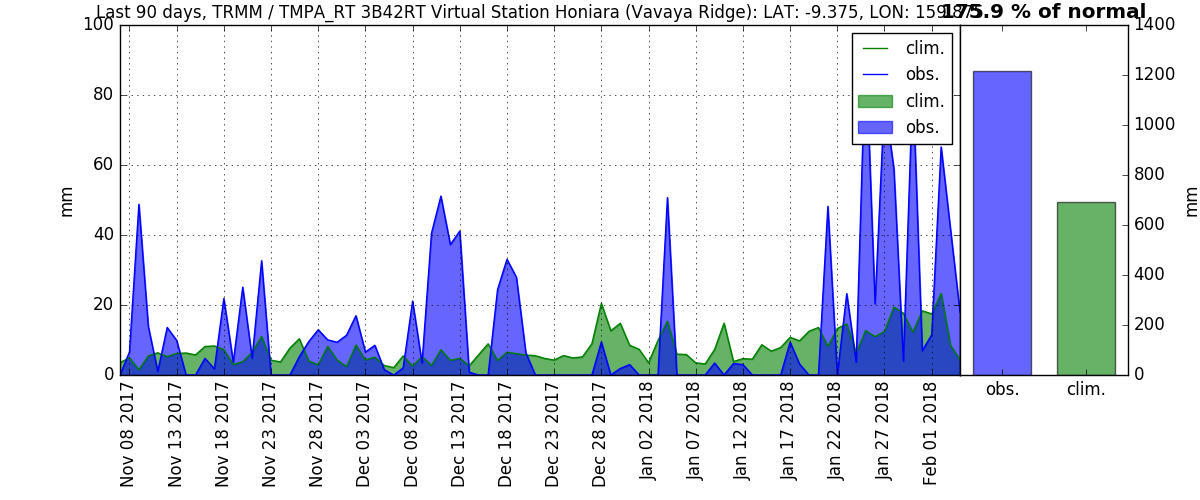 Last 90 days, TRMM / TMPA_RT 3B42RT Virtual Station Honiara (Vavaya Ridge): LAT: -9.375, LON: 159.875
175.9 % of normal
100
80
60
40
20
0
mm
clim.
obs.
clim.
obs.
1400
1200
1000
800
600
400
200
0
mm
obs.
clim.
Nov 08 2017
Nov 13 2017
Nov 18 2017
Nov 23 2017
Nov 28 2017
Dec 03 2017
Dec 08 2017
Dec 13 2017
Dec 18 2017
Dec 23 2017
Dec 28 2017
Jan 02 2018
Jan 07 2018
Jan 12 2018
Jan 17 2018
Jan 22 2018
Jan 27 2018
Feb 01 2018